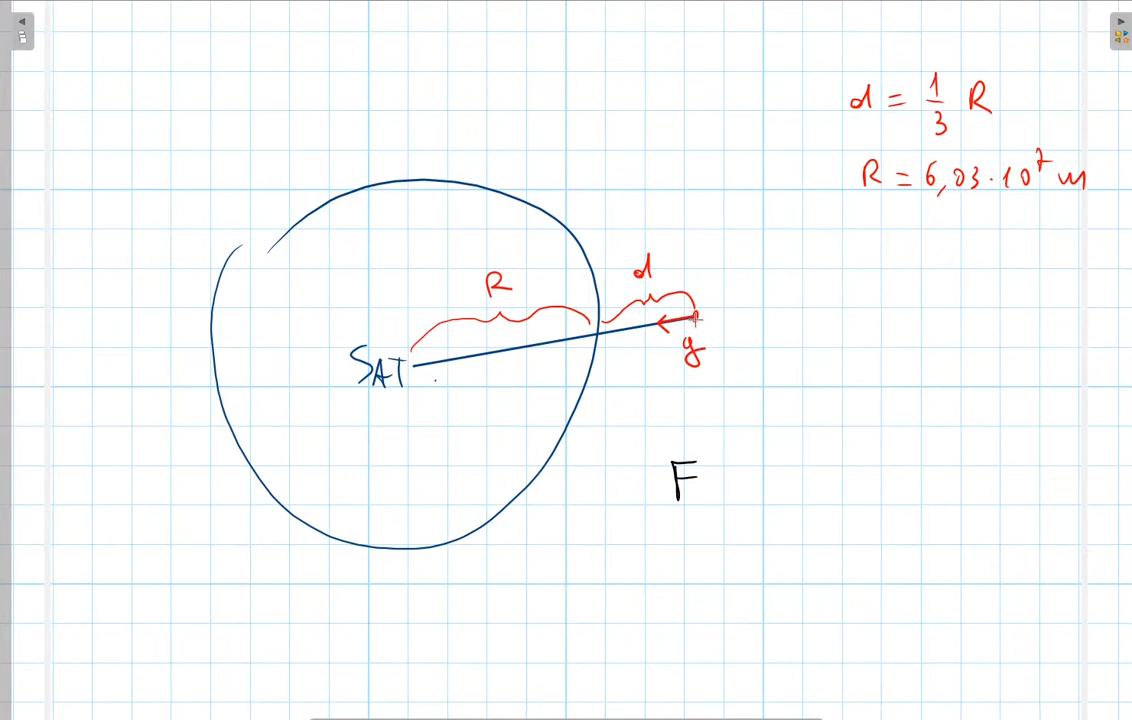 d = 1/3 R
R = 6,03 · 10⁷ m
R
d
SAT
g
F